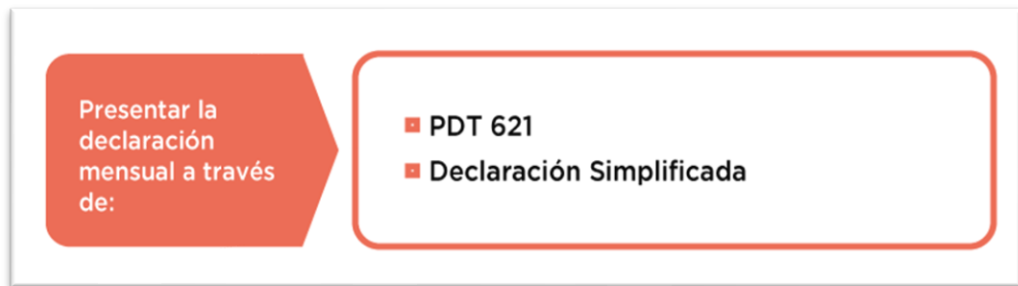 Presentar la
declaración
mensual a través
de:
PDT 621
Declaración Simplificada